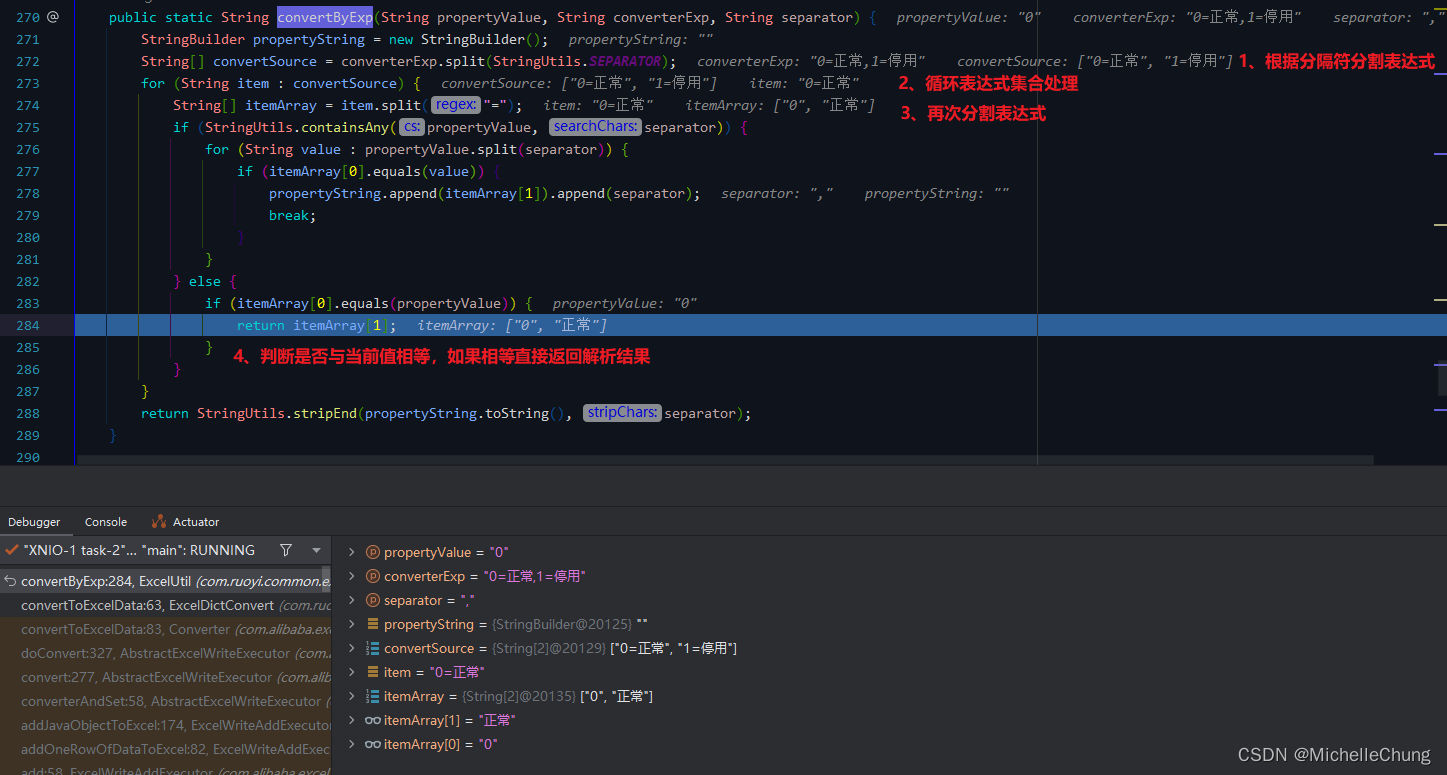 270 @ public static String convertByExp(String propertyValue, String converterExp, String separator) { propertyValue: "0" converterExp: "0=正常,1=停用" separator: ","
271 StringBuilder propertyString = new StringBuilder(); propertyString: ""
272 String[] convertSource = converterExp.split(StringUtils.SEPARATOR); converterExp: "0=正常,1=停用" convertSource: ["0=正常", "1=停用"] 1、根据分隔符分割表达式
273 for (String item : convertSource) { convertSource: ["0=正常", "1=停用"] item: "0=正常" 2、循环表达式集合处理
274 String[] itemArray = item.split( regex: "="); item: "0=正常" itemArray: ["0", "正常"] 3、再次分割表达式
275 if (StringUtils.containsAny( cs: propertyValue, searchChars: separator)) {
276 for (String value : propertyValue.split(separator)) {
277 if (itemArray[0].equals(value)) {
278 propertyString.append(itemArray[1]).append(separator); separator: "," propertyString: ""
279 break;
280 }
281 }
282 } else {
283 if (itemArray[0].equals(propertyValue)) { propertyValue: "0"
284 return itemArray[1]; itemArray: ["0", "正常"]
285 }
4、判断是否与当前值相等，如果相等直接返回解析结果
286 }
287 }
288 return StringUtils.stripEnd(propertyString.toString(), stripChars: separator);
289 }
290
Debugger Console Actuator
"XNIO-1 task-2"... "main": RUNNING
convertByExp:284, ExcelUtil (com.ruoyi.common.e
convertToExcelData:63, ExcelDictConvert (com.ruo
convertToExcelData:83, Converter (com.alibaba.exc
doConvert:327, AbstractExcelWriteExecutor (com.
convert:277, AbstractExcelWriteExecutor (com.alib
converterAndSet:58, AbstractExcelWriteExecutor (
addJavaObjectToExcel:174, ExcelWriteAddExecutor
addOneRowOfDataToExcel:82, ExcelWriteAddExec
add:58, ExcelWriteAddExecutor (com.alibaba.excel
propertyValue = "0"
converterExp = "0=正常,1=停用"
separator = ","
propertyString = {StringBuilder@20125} ""
convertSource = {String[2]@20129} ["0=正常", "1=停用"]
item = "0=正常"
itemArray = {String[2]@20135} ["0", "正常"]
itemArray[1] = "正常"
itemArray[0] = "0"
CSDN @MichelleChung